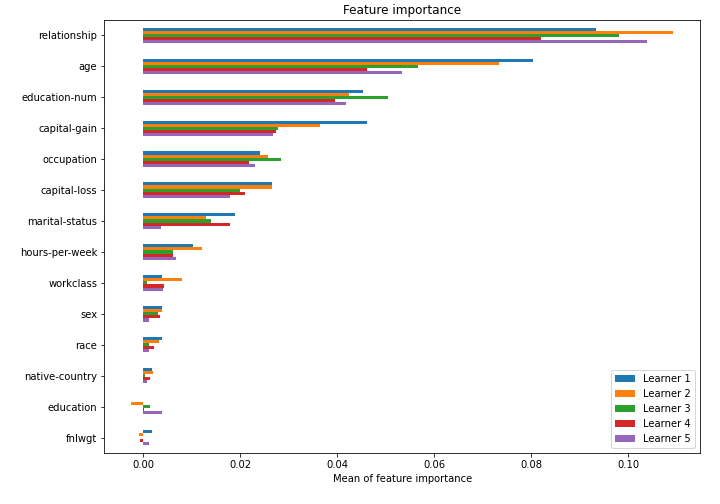 Feature importance
relationship
age
education-num
capital-gain
occupation
capital-loss
marital-status
hours-per-week
workclass
sex
race
native-country
education
fnlwgt
Learner 1
Learner 2
Learner 3
Learner 4
Learner 5
0.00 0.02 0.04 0.06 0.08 0.10
Mean of feature importance